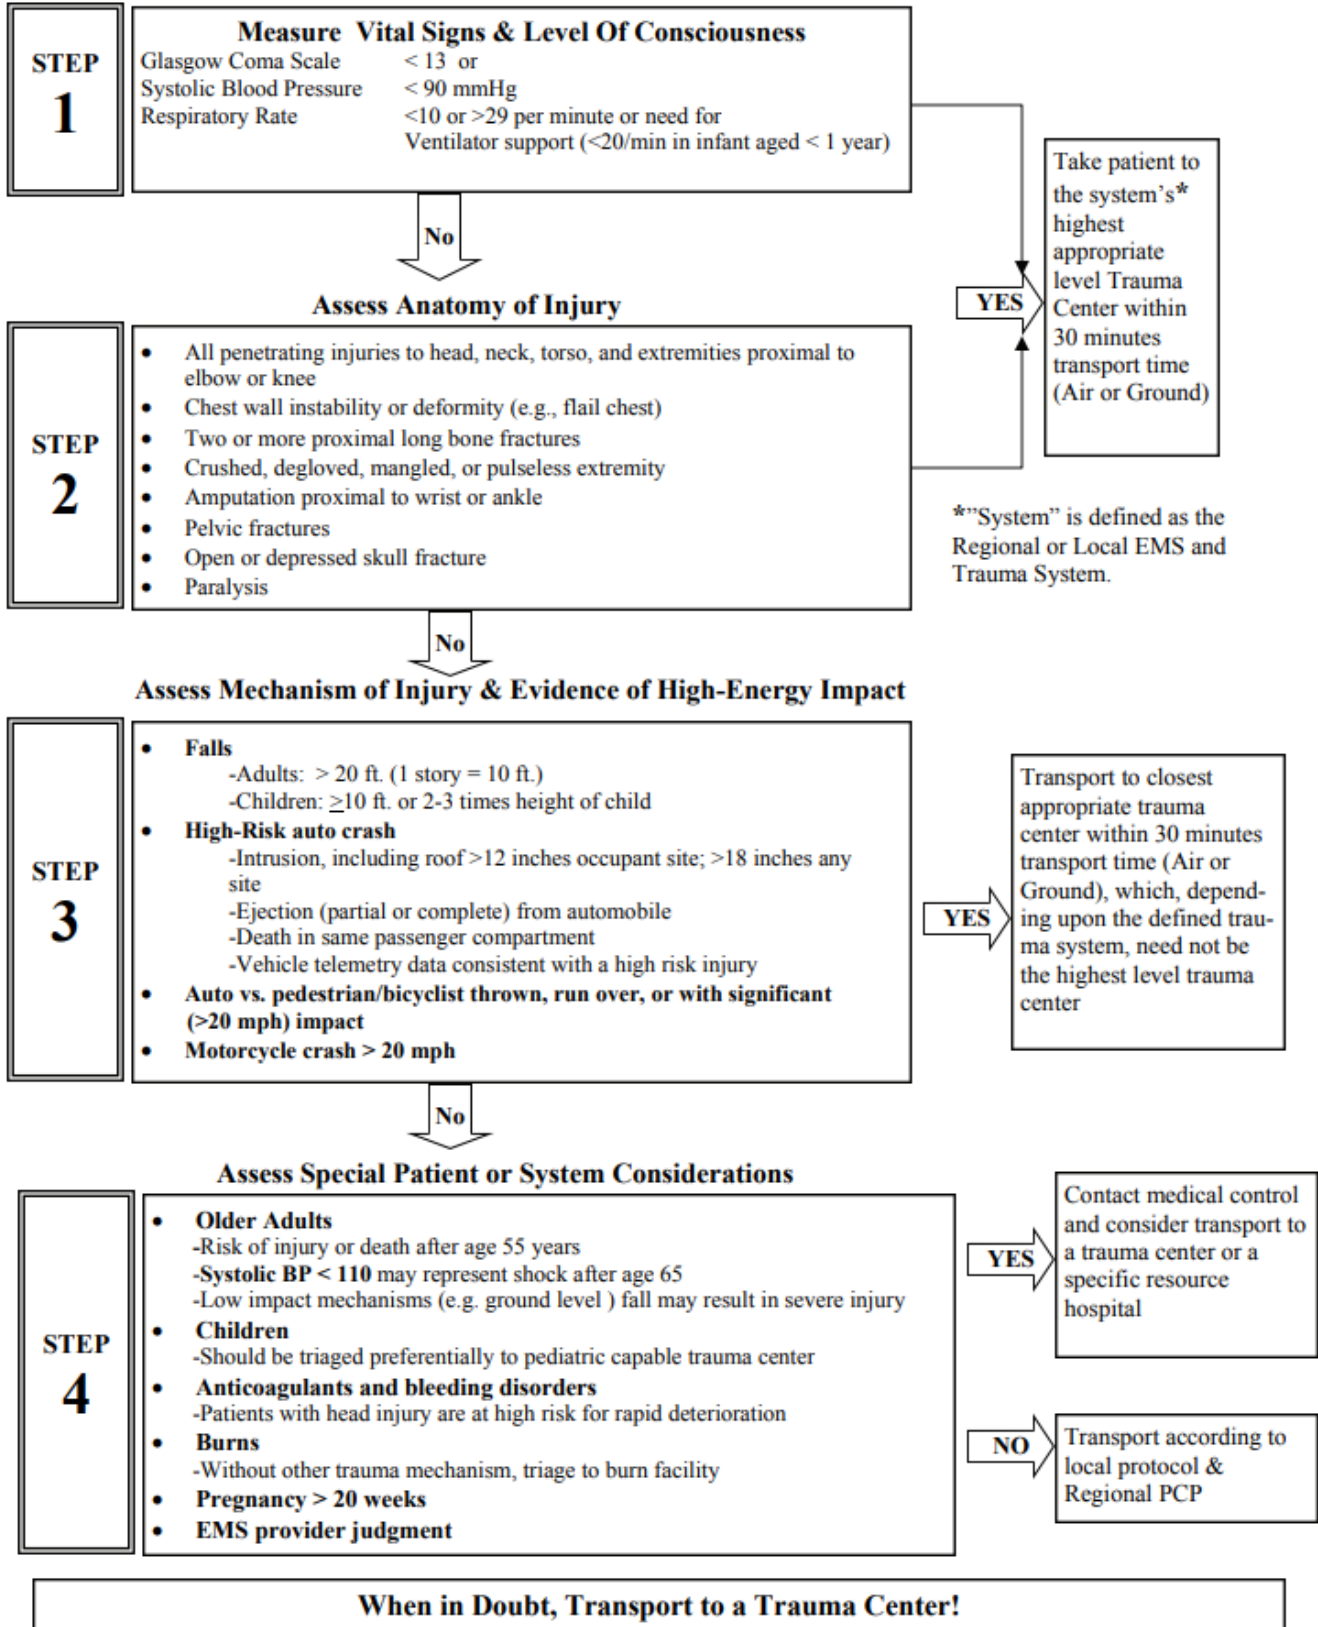 Measure Vital Signs & Level Of Consciousness
STEP
1
Glasgow Coma Scale < 13 or
Systolic Blood Pressure < 90 mmHg
Respiratory Rate <10 or >29 per minute or need for
Ventilator support (<20/min in infant aged < 1 year)
No
Take patient to
the system's*
highest
appropriate
level Trauma
Center within
30 minutes
transport time
(Air or Ground)
YES
Assess Anatomy of Injury
STEP
2
• All penetrating injuries to head, neck, torso, and extremities proximal to
elbow or knee
• Chest wall instability or deformity (e.g., flail chest)
• Two or more proximal long bone fractures
• Crushed, degloved, mangled, or pulseless extremity
• Amputation proximal to wrist or ankle
• Pelvic fractures
• Open or depressed skull fracture
• Paralysis
*"System" is defined as the
Regional or Local EMS and
Trauma System.
No
Assess Mechanism of Injury & Evidence of High-Energy Impact
STEP
3
• Falls
-Adults: > 20 ft. (1 story = 10 ft.)
-Children: ≥10 ft. or 2-3 times height of child
• High-Risk auto crash
-Intrusion, including roof >12 inches occupant site; >18 inches any
site
-Ejection (partial or complete) from automobile
-Death in same passenger compartment
-Vehicle telemetry data consistent with a high risk injury
• Auto vs. pedestrian/bicyclist thrown, run over, or with significant
(>20 mph) impact
• Motorcycle crash > 20 mph
YES
Transport to closest
appropriate trauma
center within 30 minutes
transport time (Air or
Ground), which, depend-
ing upon the defined trau-
ma system, need not be
the highest level trauma
center
No
Assess Special Patient or System Considerations
STEP
4
• Older Adults
-Risk of injury or death after age 55 years
-Systolic BP < 110 may represent shock after age 65
-Low impact mechanisms (e.g. ground level ) fall may result in severe injury
• Children
-Should be triaged preferentially to pediatric capable trauma center
• Anticoagulants and bleeding disorders
-Patients with head injury are at high risk for rapid deterioration
• Burns
-Without other trauma mechanism, triage to burn facility
• Pregnancy > 20 weeks
• EMS provider judgment
YES
Contact medical control
and consider transport to
a trauma center or a
specific resource
hospital
NO
Transport according to
local protocol &
Regional PCP
When in Doubt, Transport to a Trauma Center!